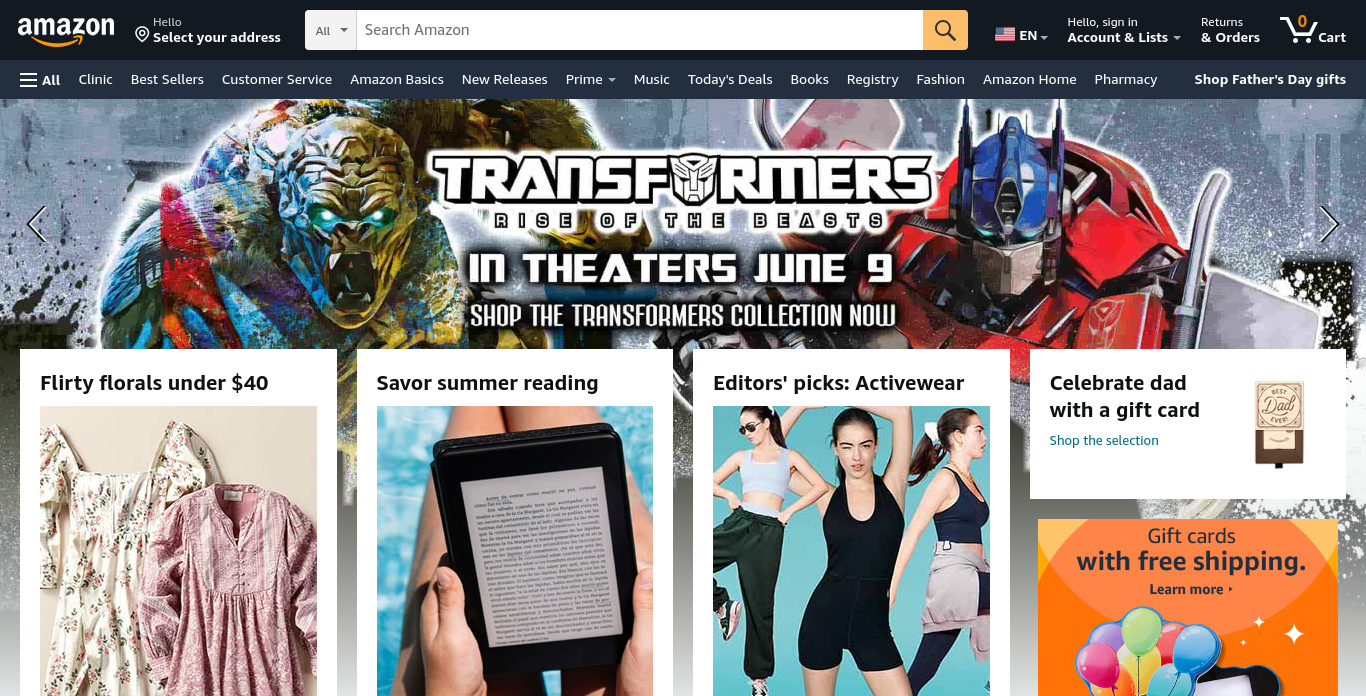 amazon
Hello
Select your address
All
Search Amazon
EN
Hello, sign in
Account & Lists
Returns
& Orders
0
Cart
All
Clinic
Best Sellers
Customer Service
Amazon Basics
New Releases
Prime
Music
Today's Deals
Books
Registry
Fashion
Amazon Home
Pharmacy
Shop Father's Day gifts
TRANSFORMERS
RISE OF THE BEASTS
IN THEATERS JUNE 9
SHOP THE TRANSFORMERS COLLECTION NOW
Flirty florals under $40
Savor summer reading
Editors' picks: Activewear
Celebrate dad
with a gift card
Shop the selection
BEST
Dad
EVER!
Gift cards
with free shipping.
Learn more